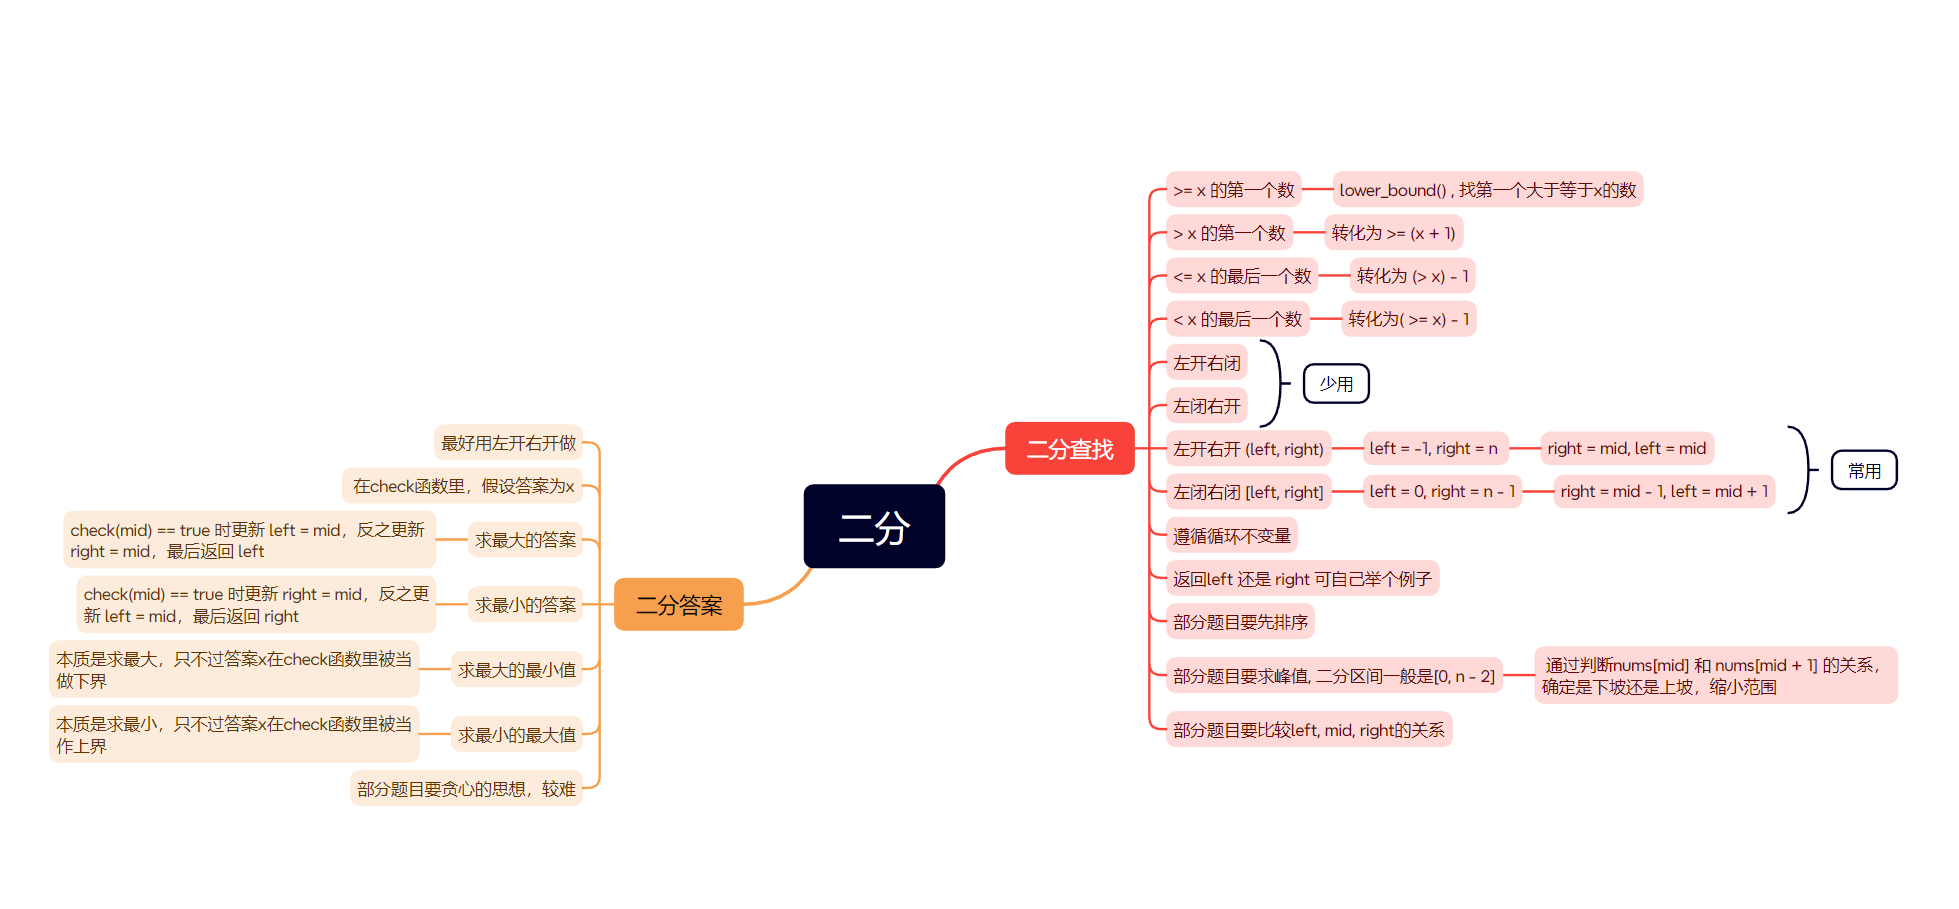 二分
二分查找
>= x 的第一个数
lower_bound() , 找第一个大于等于x的数
> x 的第一个数
转化为 >= (x + 1)
<= x 的最后一个数
转化为 (> x) - 1
< x 的最后一个数
转化为( >= x) - 1
左开右闭
左闭右开
少用
左开右开 (left, right)
left = -1, right = n
right = mid, left = mid
左闭右闭 [left, right]
left = 0, right = n - 1
right = mid - 1, left = mid + 1
常用
遵循循环不变量
返回left 还是 right 可自己举个例子
部分题目要先排序
部分题目要求峰值, 二分区间一般是[0, n - 2]
通过判断nums[mid] 和 nums[mid + 1] 的关系，
确定是下坡还是上坡，缩小范围
部分题目要比较left, mid, right的关系
二分答案
最好用左开右开做
在check函数里，假设答案为x
求最大的答案
check(mid) == true 时更新 left = mid，反之更新
right = mid，最后返回 left
求最小的答案
check(mid) == true 时更新 right = mid，反之更
新 left = mid，最后返回 right
求最大的最小值
本质是求最大，只不过答案x在check函数里被当
做下界
求最小的最大值
本质是求最小，只不过答案x在check函数里被当
作上界
部分题目要贪心的思想，较难